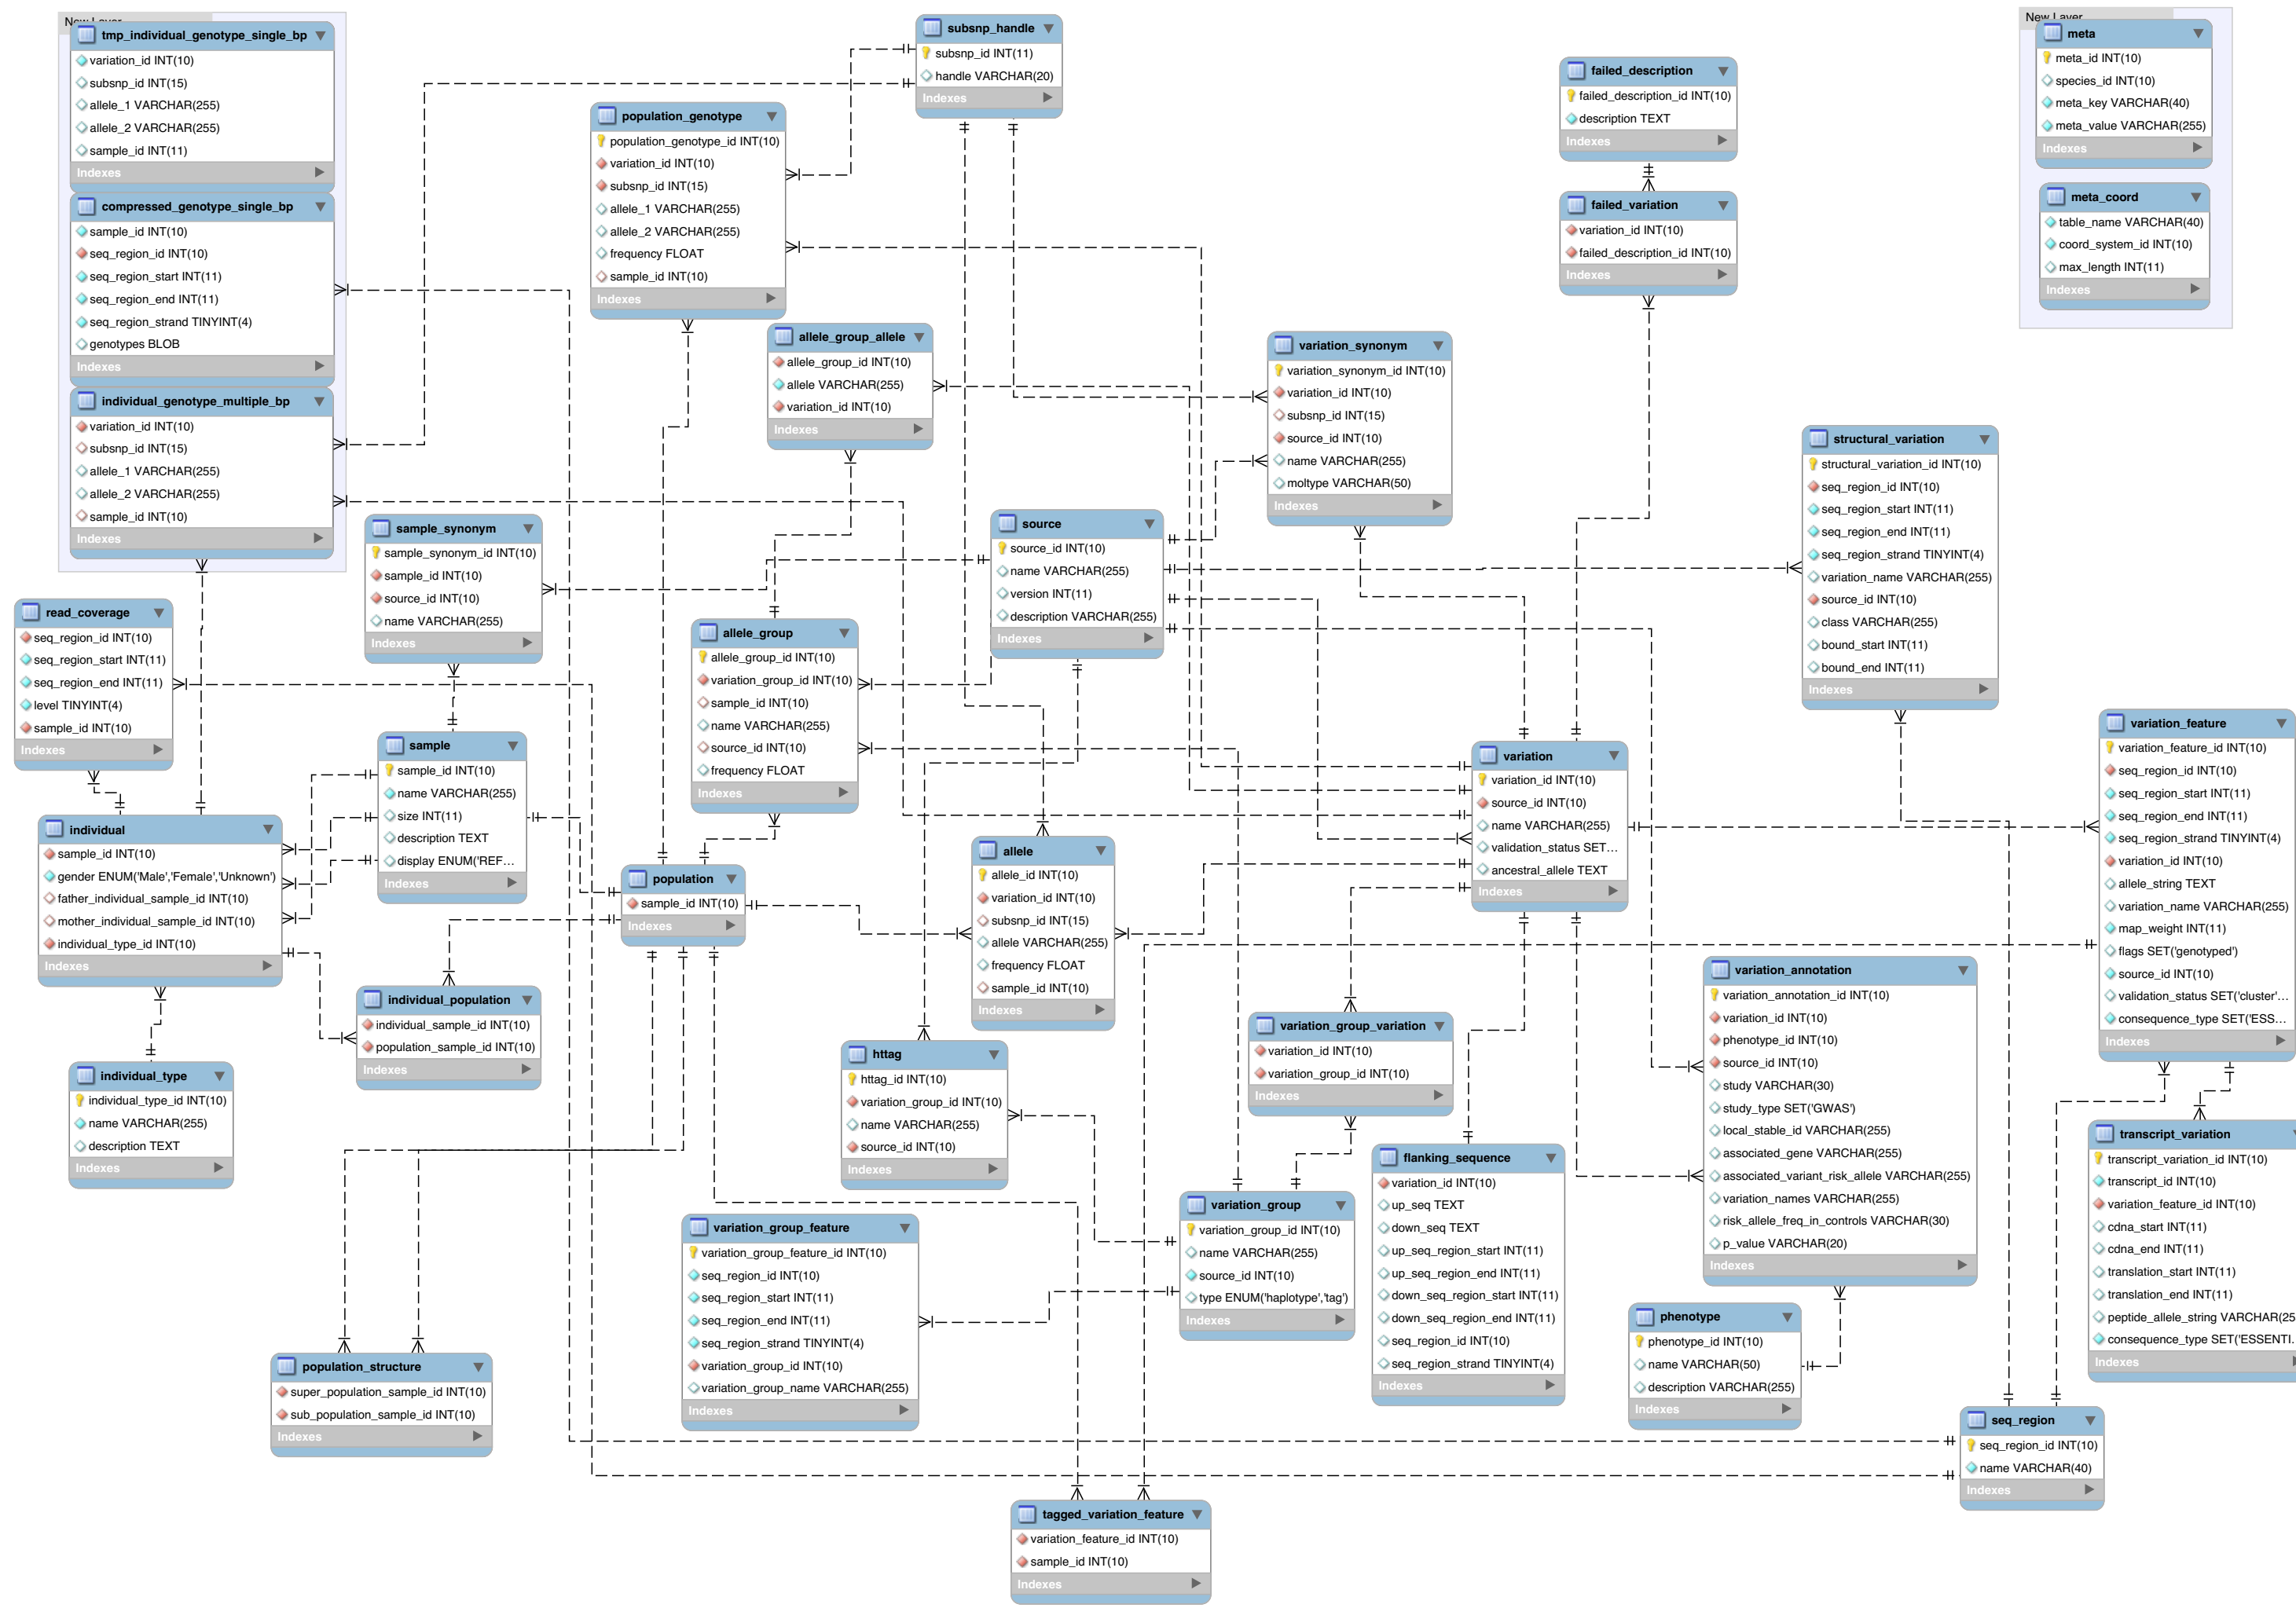 New Layer
tmp_individual_genotype_single_bp
variation_id INT(10)
subsnp_id INT(15)
allele_1 VARCHAR(255)
allele_2 VARCHAR(255)
sample_id INT(11)
Indexes
compressed_genotype_single_bp
sample_id INT(10)
seq_region_id INT(10)
seq_region_start INT(11)
seq_region_end INT(11)
seq_region_strand TINYINT(4)
genotypes BLOB
Indexes
individual_genotype_multiple_bp
variation_id INT(10)
subsnp_id INT(15)
allele_1 VARCHAR(255)
allele_2 VARCHAR(255)
sample_id INT(10)
Indexes
subsnp_handle
subsnp_id INT(11)
handle VARCHAR(20)
Indexes
population_genotype
population_genotype_id INT(10)
variation_id INT(10)
subsnp_id INT(15)
allele_1 VARCHAR(255)
allele_2 VARCHAR(255)
frequency FLOAT
sample_id INT(10)
Indexes
failed_description
failed_description_id INT(10)
description TEXT
Indexes
failed_variation
variation_id INT(10)
failed_description_id INT(10)
Indexes
New Layer
meta
meta_id INT(10)
species_id INT(10)
meta_key VARCHAR(40)
meta_value VARCHAR(255)
Indexes
meta_coord
table_name VARCHAR(40)
coord_system_id INT(10)
max_length INT(11)
Indexes
allele_group_allele
allele_group_id INT(10)
allele VARCHAR(255)
variation_id INT(10)
Indexes
variation_synonym
variation_synonym_id INT(10)
variation_id INT(10)
subsnp_id INT(15)
source_id INT(10)
name VARCHAR(255)
moltype VARCHAR(50)
Indexes
structural_variation
structural_variation_id INT(10)
seq_region_id INT(10)
seq_region_start INT(11)
seq_region_end INT(11)
seq_region_strand TINYINT(4)
variation_name VARCHAR(255)
source_id INT(10)
class VARCHAR(255)
bound_start INT(11)
bound_end INT(11)
Indexes
sample_synonym
sample_synonym_id INT(10)
sample_id INT(10)
source_id INT(10)
name VARCHAR(255)
Indexes
source
source_id INT(10)
name VARCHAR(255)
version INT(11)
description VARCHAR(255)
Indexes
read_coverage
seq_region_id INT(10)
seq_region_start INT(11)
seq_region_end INT(11)
level TINYINT(4)
sample_id INT(10)
Indexes
allele_group
allele_group_id INT(10)
variation_group_id INT(10)
sample_id INT(10)
name VARCHAR(255)
source_id INT(10)
frequency FLOAT
Indexes
sample
sample_id INT(10)
name VARCHAR(255)
size INT(11)
description TEXT
display ENUM('REF...
Indexes
variation
variation_id INT(10)
source_id INT(10)
name VARCHAR(255)
validation_status SET...
ancestral_allele TEXT
Indexes
variation_feature
variation_feature_id INT(10)
seq_region_id INT(10)
seq_region_start INT(11)
seq_region_end INT(11)
seq_region_strand TINYINT(4)
variation_id INT(10)
allele_string TEXT
variation_name VARCHAR(255)
map_weight INT(11)
flags SET('genotyped')
source_id INT(10)
validation_status SET('cluster'...
consequence_type SET('ESS...
Indexes
individual
sample_id INT(10)
gender ENUM('Male','Female','Unknown')
father_individual_sample_id INT(10)
mother_individual_sample_id INT(10)
individual_type_id INT(10)
Indexes
population
sample_id INT(10)
Indexes
allele
allele_id INT(10)
variation_id INT(10)
subsnp_id INT(15)
allele VARCHAR(255)
frequency FLOAT
sample_id INT(10)
Indexes
individual_population
individual_sample_id INT(10)
population_sample_id INT(10)
Indexes
individual_type
individual_type_id INT(10)
name VARCHAR(255)
description TEXT
Indexes
httag
httag_id INT(10)
variation_group_id INT(10)
name VARCHAR(255)
source_id INT(10)
Indexes
variation_group_variation
variation_id INT(10)
variation_group_id INT(10)
Indexes
variation_annotation
variation_annotation_id INT(10)
variation_id INT(10)
phenotype_id INT(10)
source_id INT(10)
study VARCHAR(30)
study_type SET('GWAS')
local_stable_id VARCHAR(255)
associated_gene VARCHAR(255)
associated_variant_risk_allele VARCHAR(255)
variation_names VARCHAR(255)
risk_allele_freq_in_controls VARCHAR(30)
p_value VARCHAR(20)
Indexes
transcript_variation
transcript_variation_id INT(10)
transcript_id INT(10)
variation_feature_id INT(10)
cdna_start INT(11)
cdna_end INT(11)
translation_start INT(11)
translation_end INT(11)
peptide_allele_string VARCHAR(25
consequence_type SET('ESSENTI.
Indexes
flanking_sequence
variation_id INT(10)
up_seq TEXT
down_seq TEXT
up_seq_region_start INT(11)
up_seq_region_end INT(11)
down_seq_region_start INT(11)
down_seq_region_end INT(11)
seq_region_id INT(10)
seq_region_strand TINYINT(4)
Indexes
variation_group
variation_group_id INT(10)
name VARCHAR(255)
source_id INT(10)
type ENUM('haplotype','tag')
Indexes
variation_group_feature
variation_group_feature_id INT(10)
seq_region_id INT(10)
seq_region_start INT(11)
seq_region_end INT(11)
seq_region_strand TINYINT(4)
variation_group_id INT(10)
variation_group_name VARCHAR(255)
Indexes
phenotype
phenotype_id INT(10)
name VARCHAR(50)
description VARCHAR(255)
Indexes
population_structure
super_population_sample_id INT(10)
sub_population_sample_id INT(10)
Indexes
seq_region
seq_region_id INT(10)
name VARCHAR(40)
Indexes
tagged_variation_feature
variation_feature_id INT(10)
sample_id INT(10)
Indexes